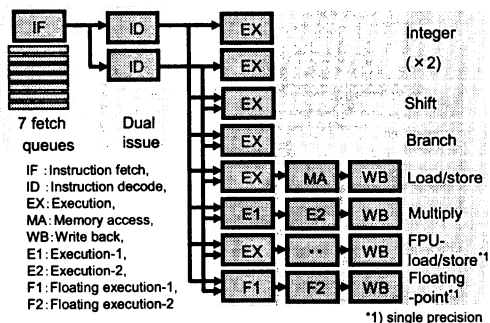 IF
ID
EX
Integer
ID
EX
(×2)
EX
Shift
7 fetch
queues
Dual
issue
EX
Branch
EX
MA
WB
Load/store
E1
E2
WB
Multiply
EX
··
WB
FPU-
load/store*1
F1
F2
WB
Floating
-point*1
IF :Instruction fetch,
ID :Instruction decode,
EX:Execution,
MA:Memory access,
WB:Write back,
E1:Execution-1,
E2:Execution-2,
F1:Floating execution-1,
F2:Floating execution-2
*1) single precision